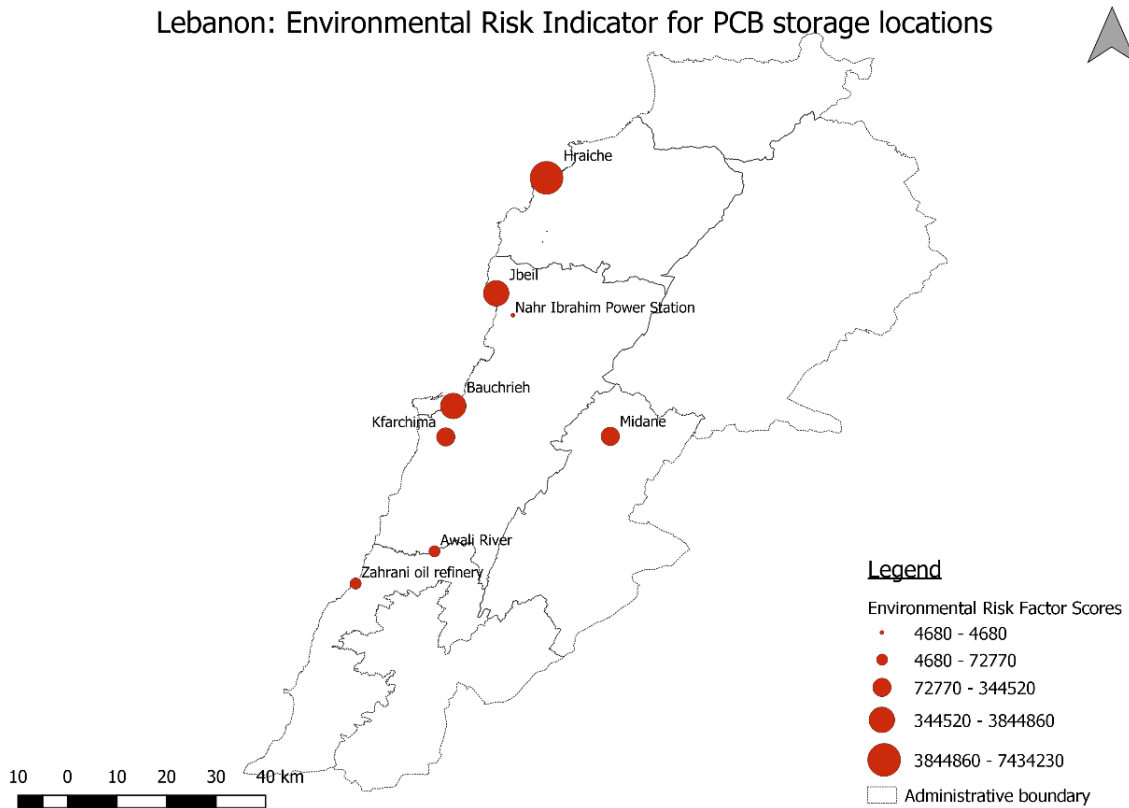 Lebanon: Environmental Risk Indicator for PCB storage locations
Hraiche
Jbeil
Nahr Ibrahim Power Station
Bauchrieh
Kfarchima
Midane
Awali River
Zahrani oil refinery
Legend
Environmental Risk Factor Scores
4680 - 4680
4680 - 72770
72770 - 344520
344520 - 3844860
3844860 - 7434230
Administrative boundary
10 0 10 20 30 40 km